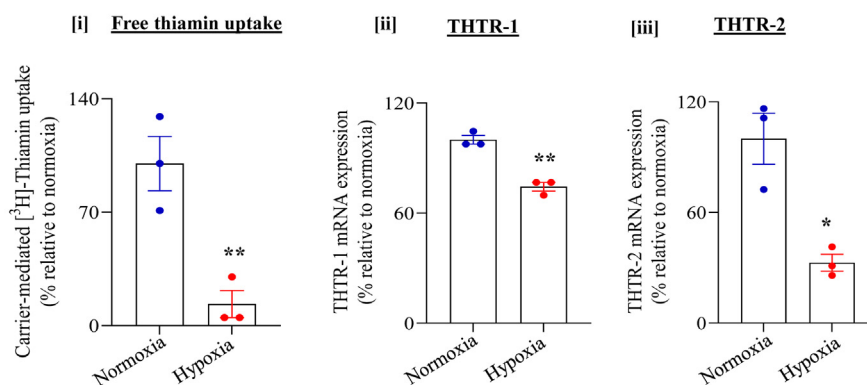 [i] Free thiamin uptake
Carrier-mediated [³H]-Thiamin uptake
(% relative to normoxia)
140
70
0
**
Normoxia
Hypoxia
[ii] THTR-1
THTR-1 mRNA expression
(% relative to normoxia)
120
60
0
**
Normoxia
Hypoxia
[iii] THTR-2
THTR-2 mRNA expression
(% relative to normoxia)
120
60
0
*
Normoxia
Hypoxia